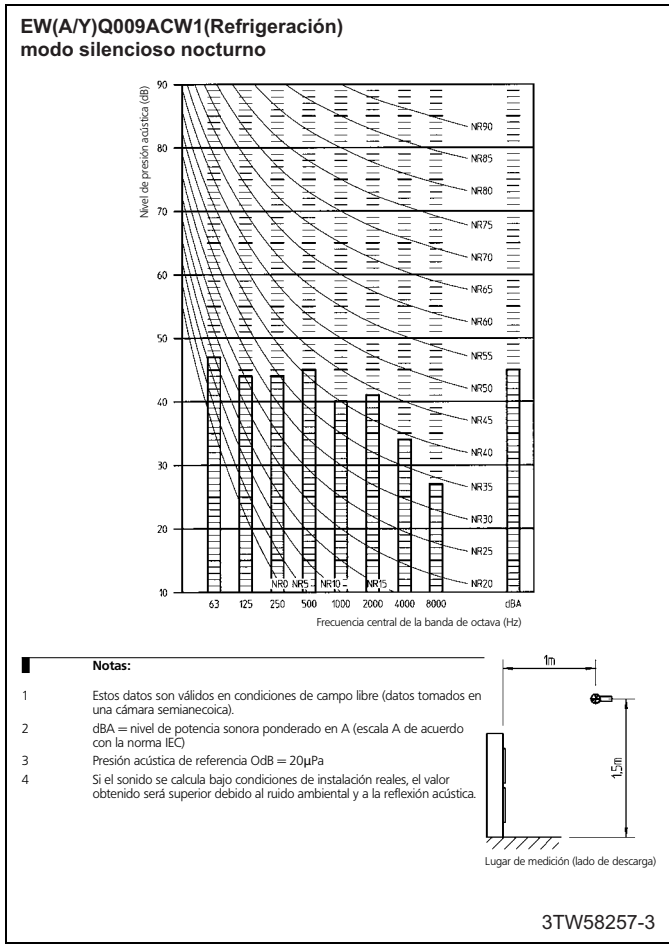 EW(A/Y)Q009ACW1(Refrigeración)
modo silencioso nocturno
Nivel de presión acústica (dB)
90
80
70
60
50
40
30
20
10
NR90
NR85
NR80
NR75
NR70
NR65
NR60
NR55
NR50
NR45
NR40
NR35
NR30
NR25
NR20
NR0 NR5 NR10 NR15
63 125 250 500 1000 2000 4000 8000 dBA
Frecuencia central de la banda de octava (Hz)
Notas:
1 Estos datos son válidos en condiciones de campo libre (datos tomados en
una cámara semianecoica).
2 dBA = nivel de potencia sonora ponderado en A (escala A de acuerdo
con la norma IEC)
3 Presión acústica de referencia OdB = 20µPa
4 Si el sonido se calcula bajo condiciones de instalación reales, el valor
obtenido será superior debido al ruido ambiental y a la reflexión acústica.
1m
1,5m
Lugar de medición (lado de descarga)
3TW58257-3